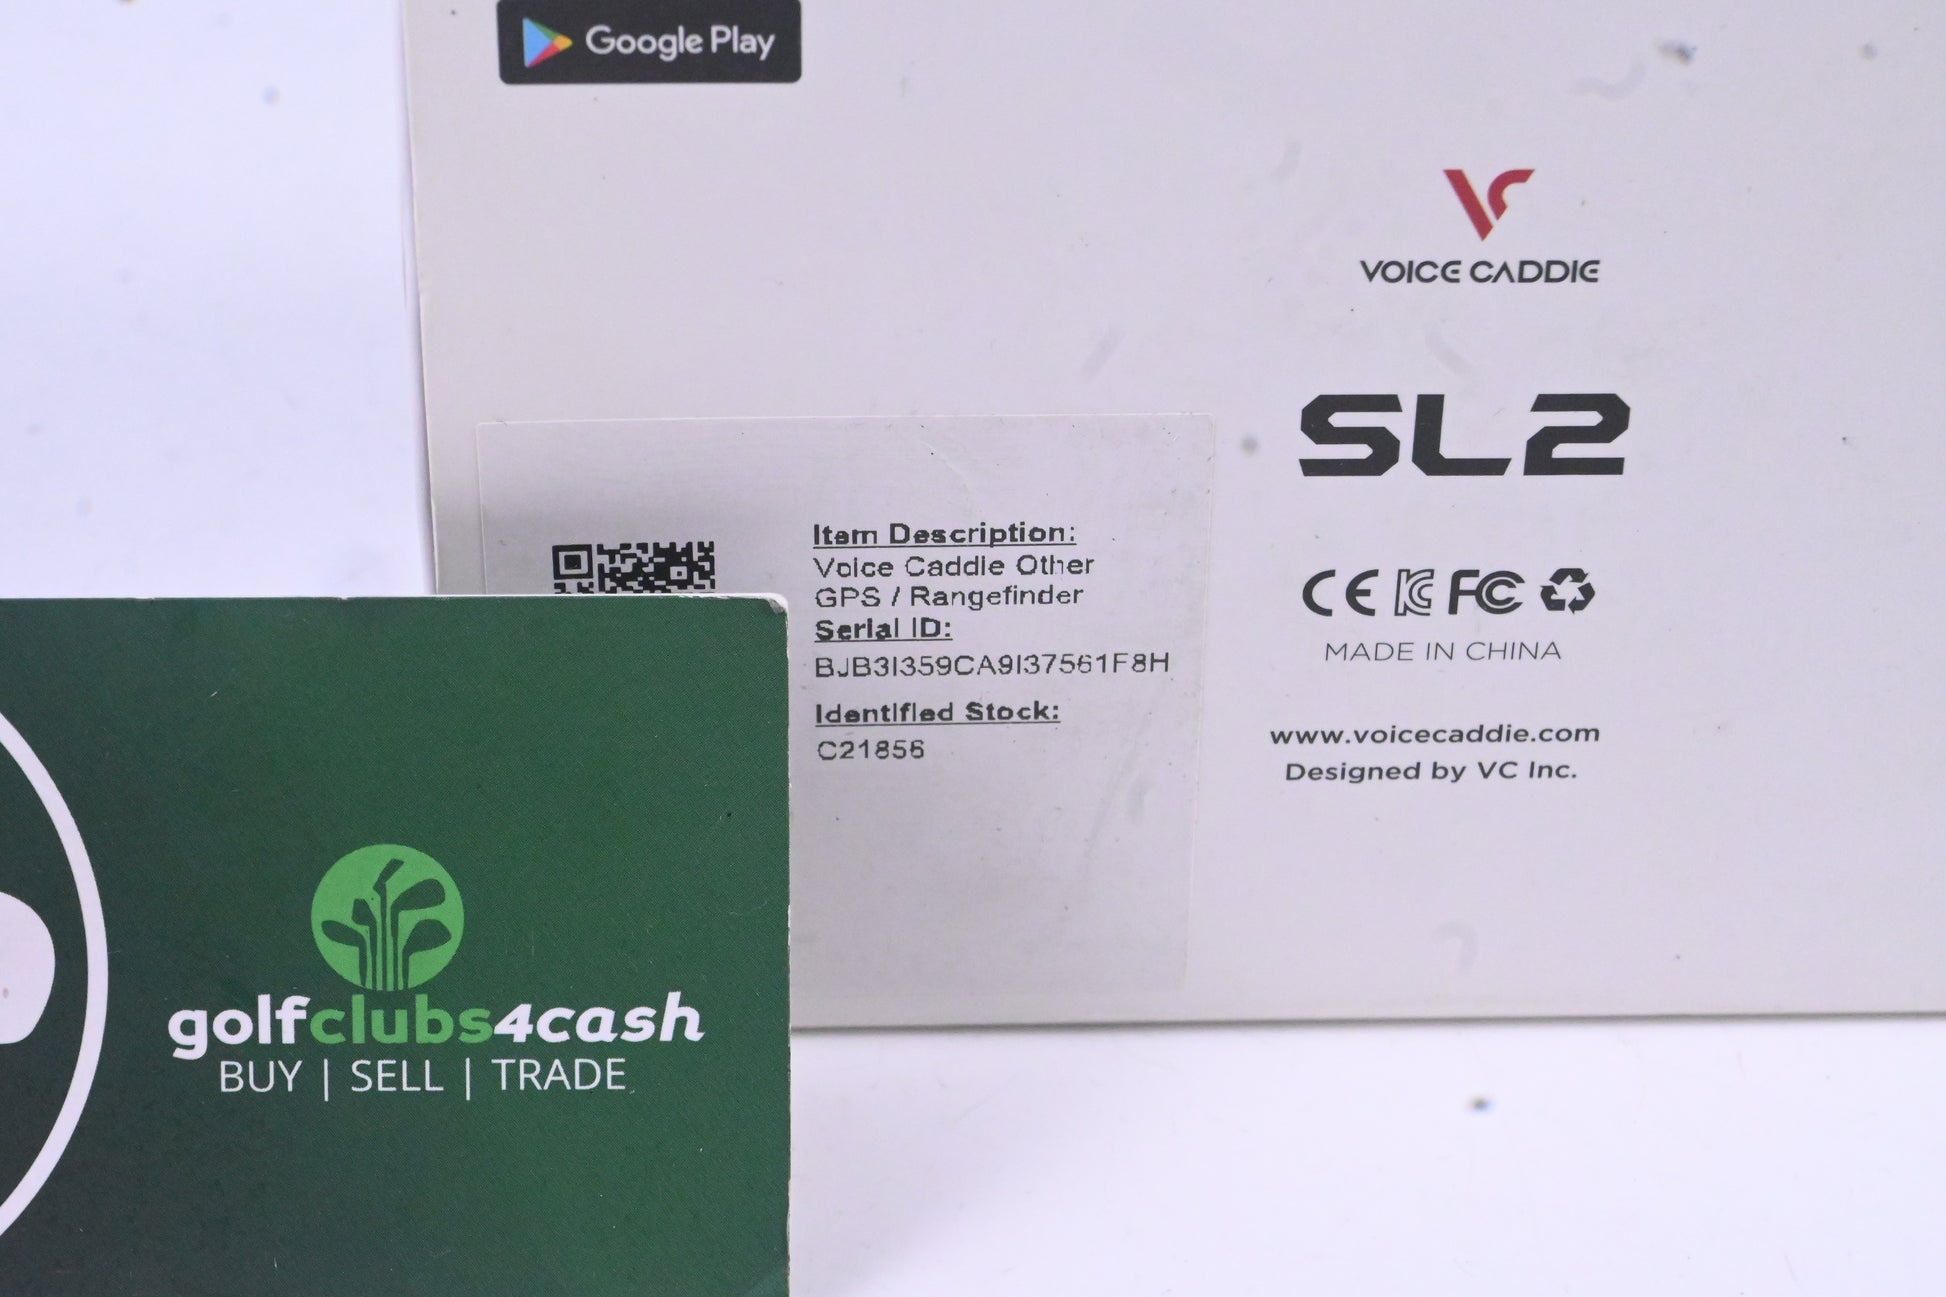 Google Play
VOICE CADDIE
SL2
Item Description:
Voice Caddie Other
GPS / Rangefinder
Serial ID:
BJB3I359CA9I37561F8H
Identified Stock:
C21856
CE FC
MADE IN CHINA
www.voicecaddie.com
Designed by VC Inc.
golfclubs4cash
BUY | SELL | TRADE